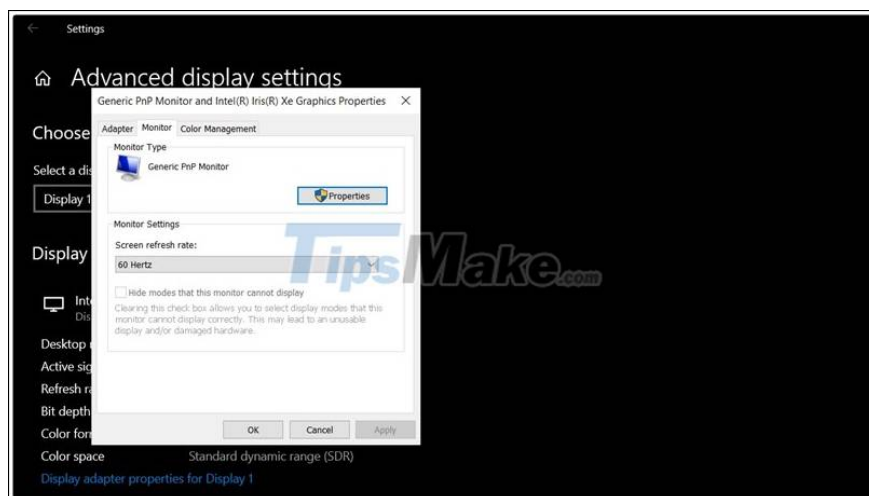 Settings
Advanced display settings
Generic PnP Monitor and Intel(R) Iris(R) Xe Graphics Properties
Choose
Adapter Monitor Color Management
Monitor Type
Generic PnP Monitor
Select a dis
Properties
Display 1
Monitor Settings
Screen refresh rate:
60 Hertz
Display
TipsMake.com
Hide modes that this monitor cannot display
Clearing this check box allows you to select display modes that this
monitor cannot display correctly. This may lead to an unusable
display and/or damaged hardware.
Inte
Dis
Desktop r
Active sig
Refresh ra
Bit depth
Color for
OK Cancel Apply
Color space Standard dynamic range (SDR)
Display adapter properties for Display 1